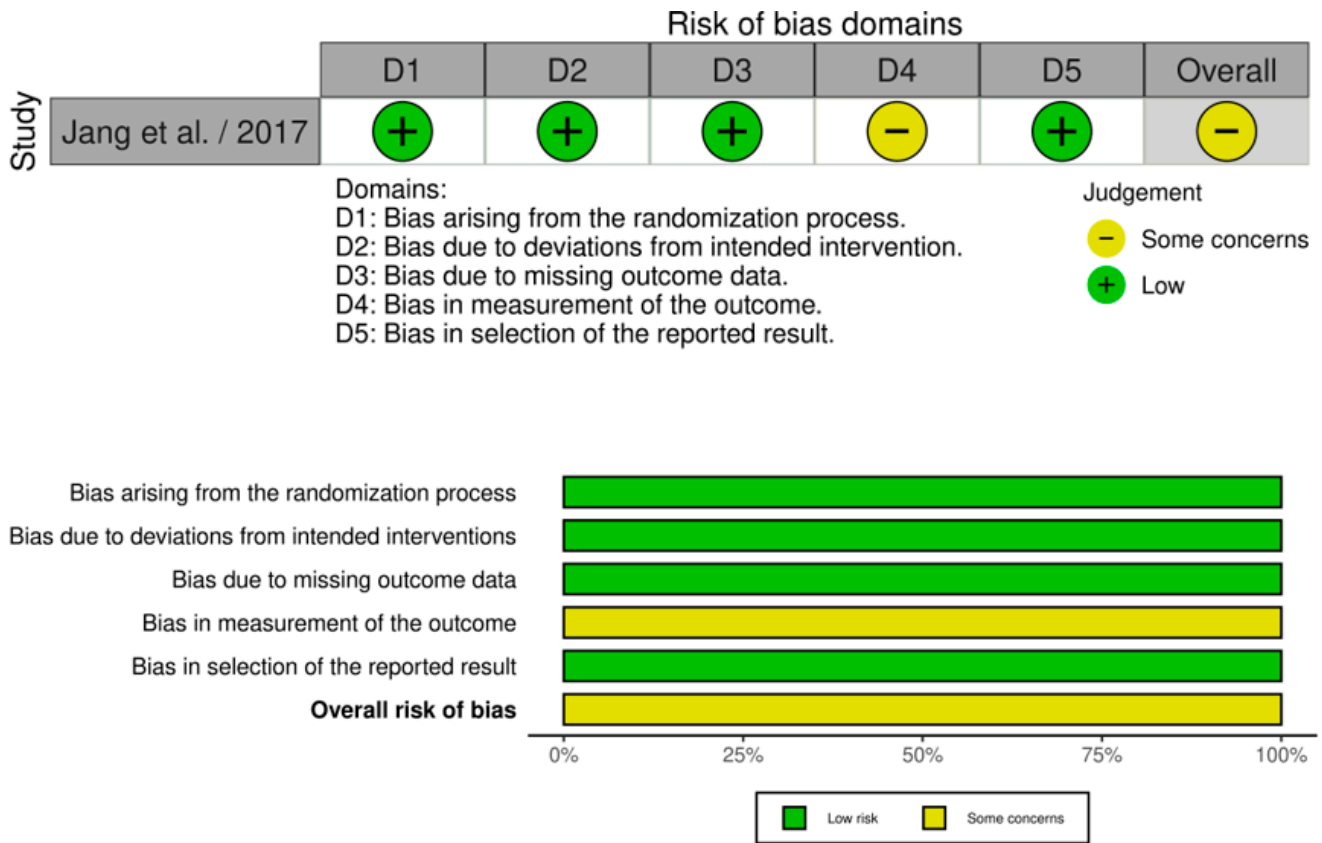 Risk of bias domains
D1 D2 D3 D4 D5 Overall
Study
Jang et al. / 2017 + + + - + -
Domains:
D1: Bias arising from the randomization process.
D2: Bias due to deviations from intended intervention.
D3: Bias due to missing outcome data.
D4: Bias in measurement of the outcome.
D5: Bias in selection of the reported result.
Judgement
- Some concerns
+ Low
Bias arising from the randomization process
Bias due to deviations from intended interventions
Bias due to missing outcome data
Bias in measurement of the outcome
Bias in selection of the reported result
Overall risk of bias
0% 25% 50% 75% 100%
Low risk Some concerns